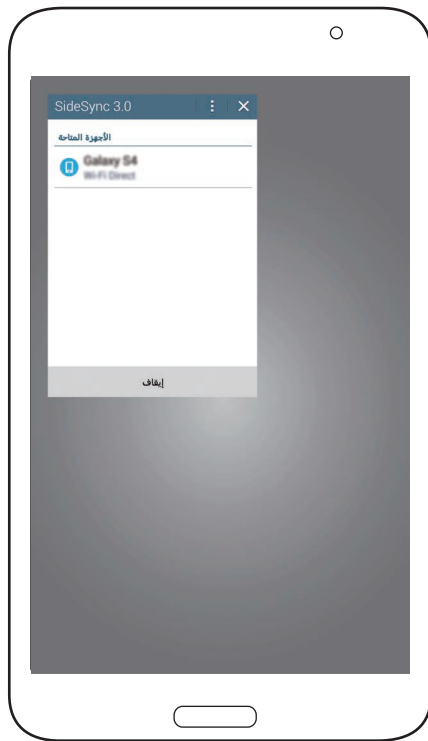 SideSync 3.0
الأجهزة المتاحة
Galaxy S4
Wi-Fi Direct
إيقاف